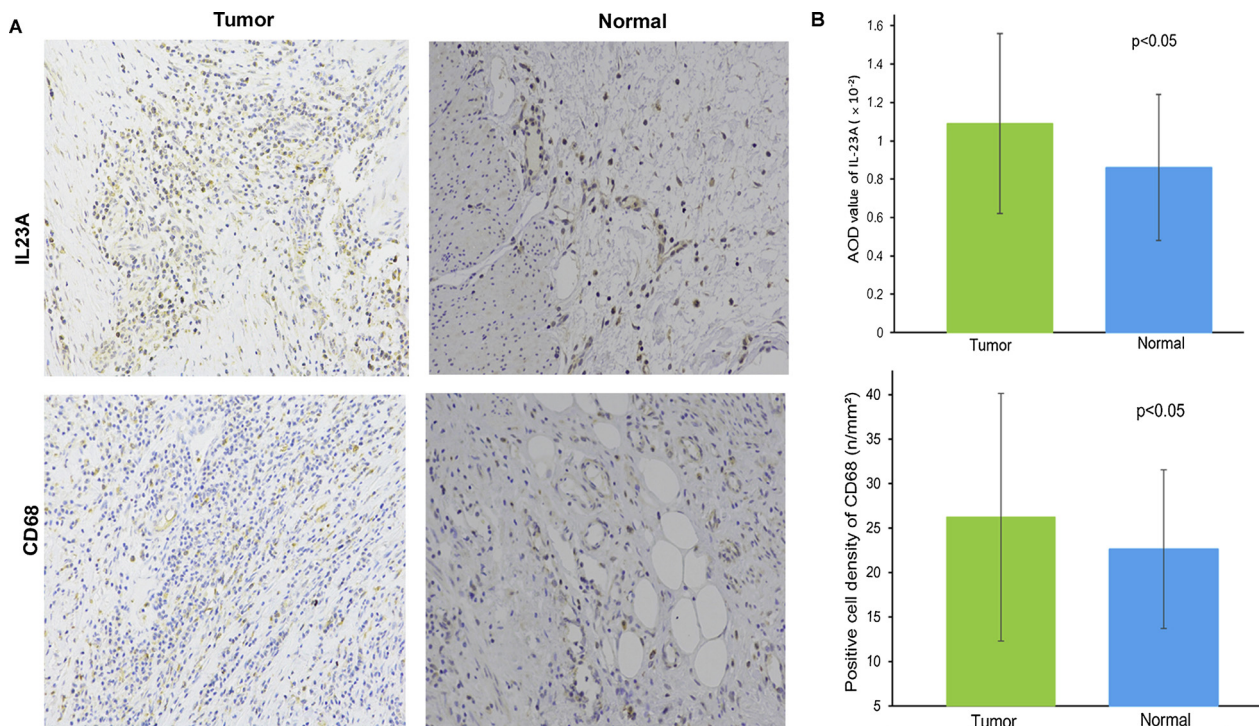 A
Tumor
Normal
IL23A
CD68
B
AOD value of IL-23A ( × 10⁻²)
1.6
1.4
1.2
1
0.8
0.6
0.4
0.2
0
p<0.05
Tumor
Normal
Positive cell density of CD68 (n/mm²)
40
35
30
25
20
15
10
5
p<0.05
Tumor
Normal